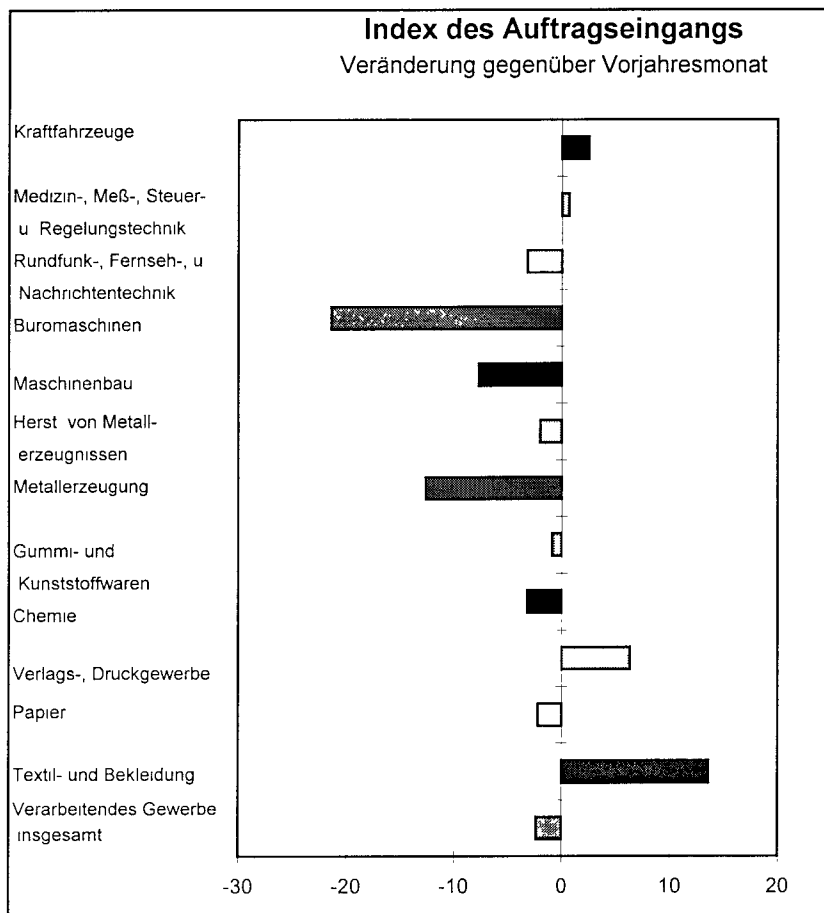 Index des Auftragseingangs
Veränderung gegenüber Vorjahresmonat
Kraftfahrzeuge
Medizin-, Meß-, Steuer-
u Regelungstechnik
Rundfunk-, Fernseh-, u
Nachrichtentechnik
Buromaschinen
Maschinenbau
Herst von Metall-
erzeugnissen
Metallerzeugung
Gummi- und
Kunststoffwaren
Chemie
Verlags-, Druckgewerbe
Papier
Textil- und Bekleidung
Verarbeitendes Gewerbe
insgesamt
-30 -20 -10 0 10 20